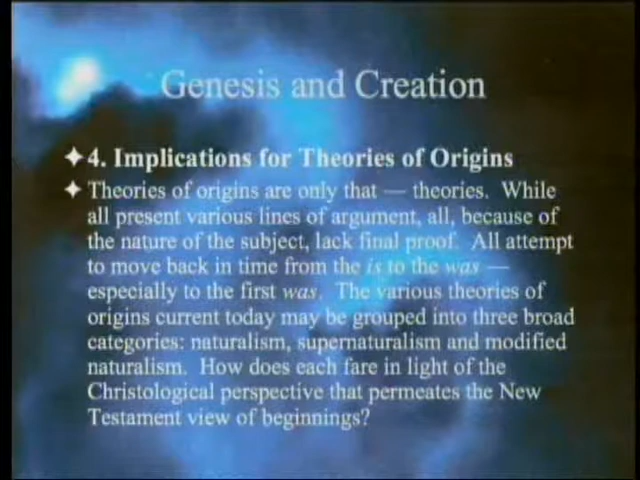 Genesis and Creation
4. Implications for Theories of Origins
Theories of origins are only that — theories. While
all present various lines of argument, all, because of
the nature of the subject, lack final proof. All attempt
to move back in time from the is to the was —
especially to the first was. The various theories of
origins current today may be grouped into three broad
categories: naturalism, supernaturalism and modified
naturalism. How does each fare in light of the
Christological perspective that permeates the New
Testament view of beginnings?